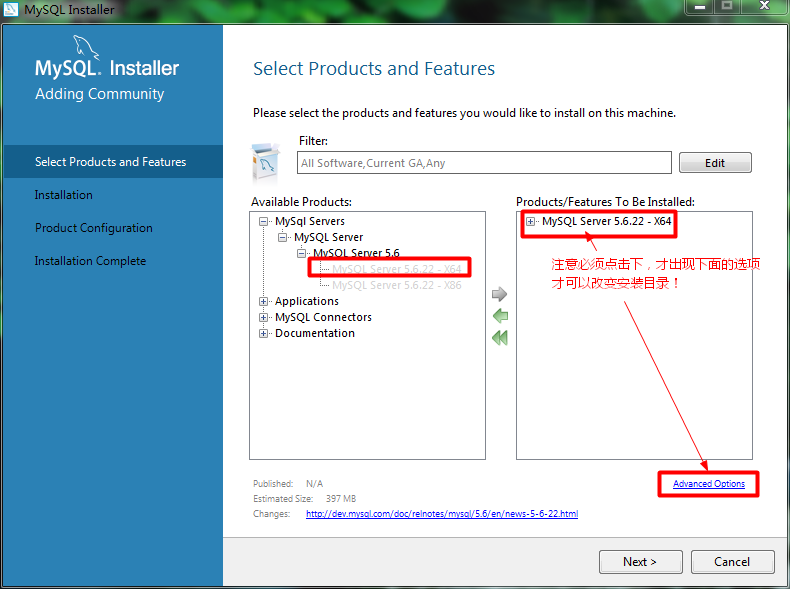 MySQL Installer
MySQL. Installer
Adding Community
Select Products and Features
Installation
Product Configuration
Installation Complete
Select Products and Features
Please select the products and features you would like to install on this machine.
Filter:
All Software,Current GA,Any
Edit
Available Products:
MySql Servers
MySQL Server
MySQL Server 5.6
MySQL Server 5.6.22 - X64
MySQL Server 5.6.22 - X86
Applications
MySQL Connectors
Documentation
Products/Features To Be Installed:
MySQL Server 5.6.22 - X64
注意必须点击下，才出现下面的选项
才可以改变安装目录！
Advanced Options
Published: N/A
Estimated Size: 397 MB
Changes: http://dev.mysql.com/doc/relnotes/mysql/5.6/en/news-5-6-22.html
Next >
Cancel